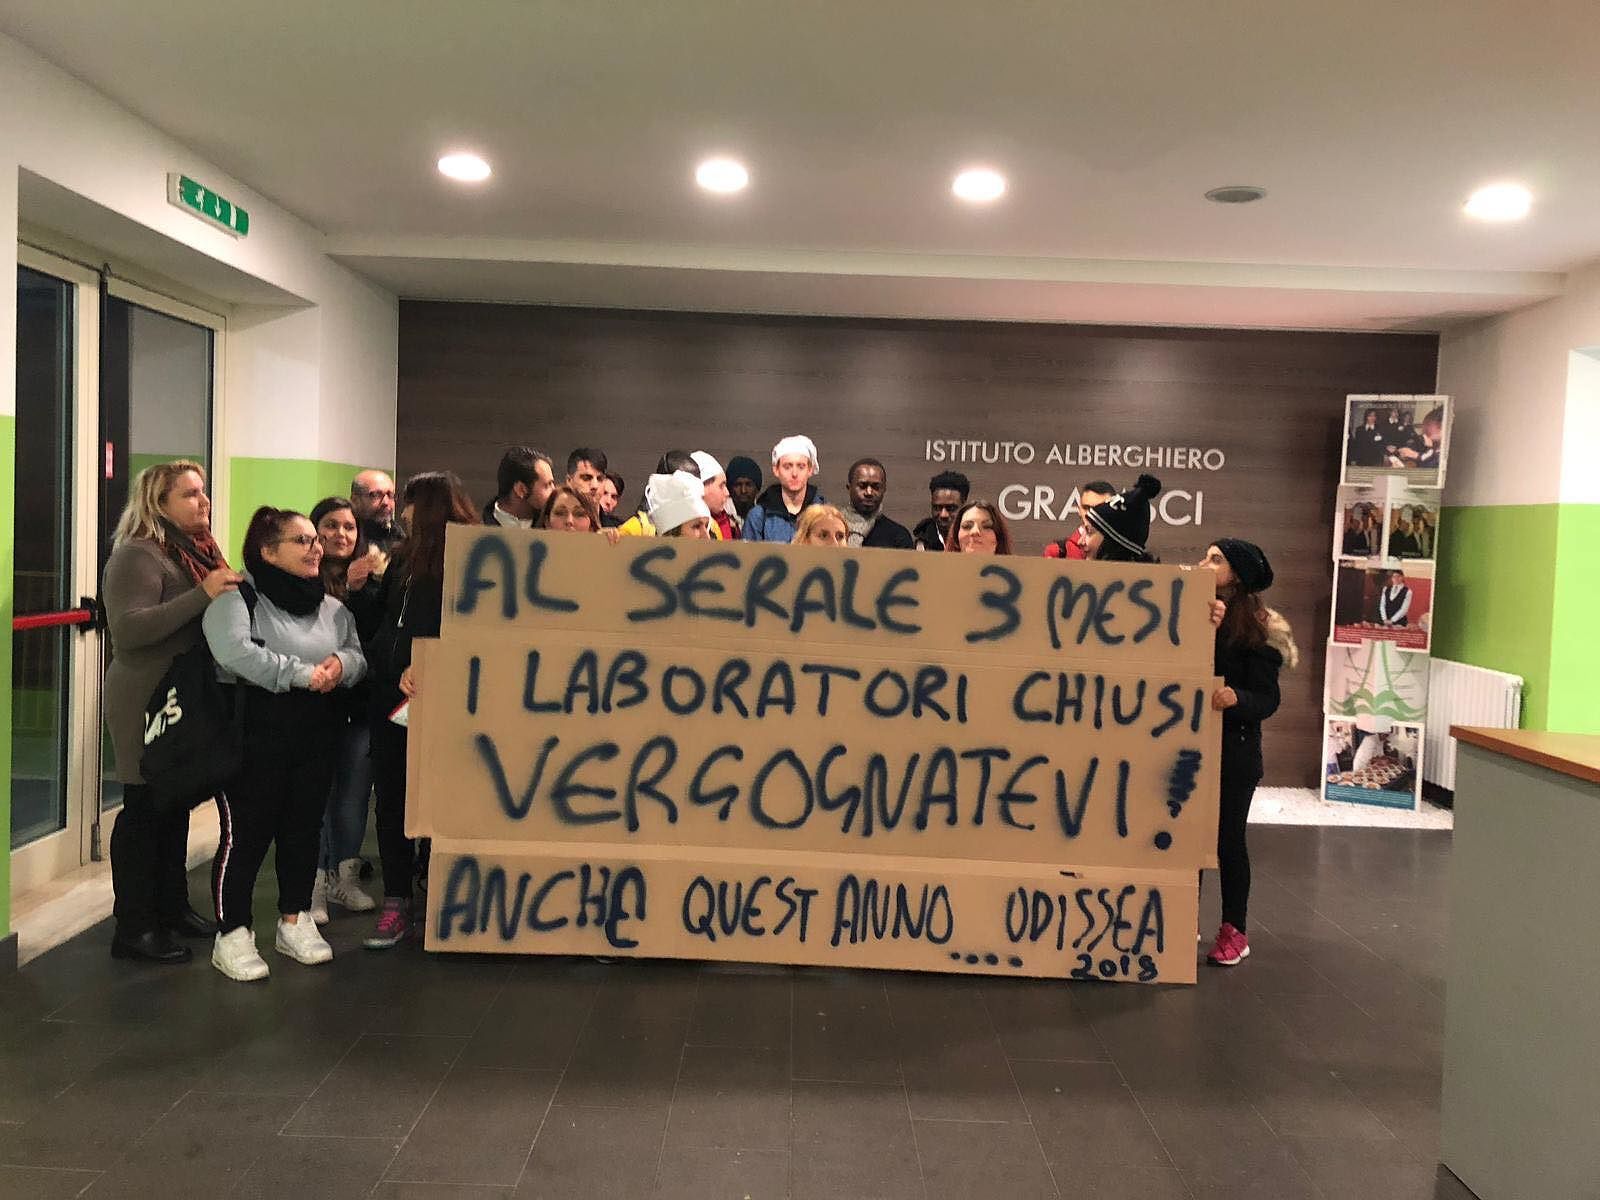 ISTITUTO ALBERGHIERO
AL SERALE 3 MESI
I LABORATORI CHIUSI
VERGOGNATEVI!
ANCHE QUEST ANNO.... ODISSEA
2018